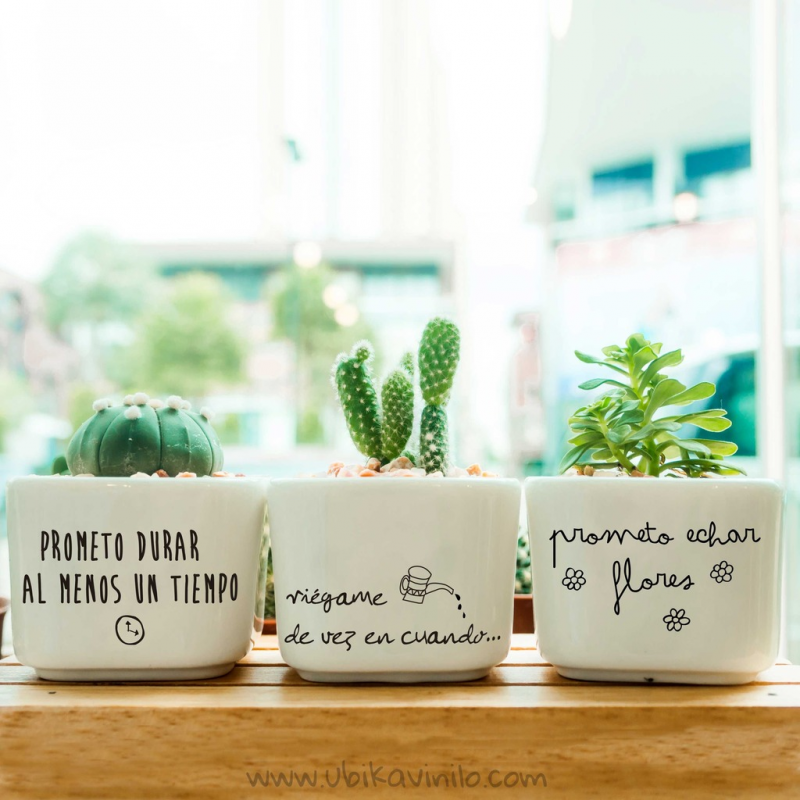 PROMETO DURAR
AL MENOS UN TIEMPO
riégame
de vez en cuando...
prometo echar
flores
www.ubikavinilo.com